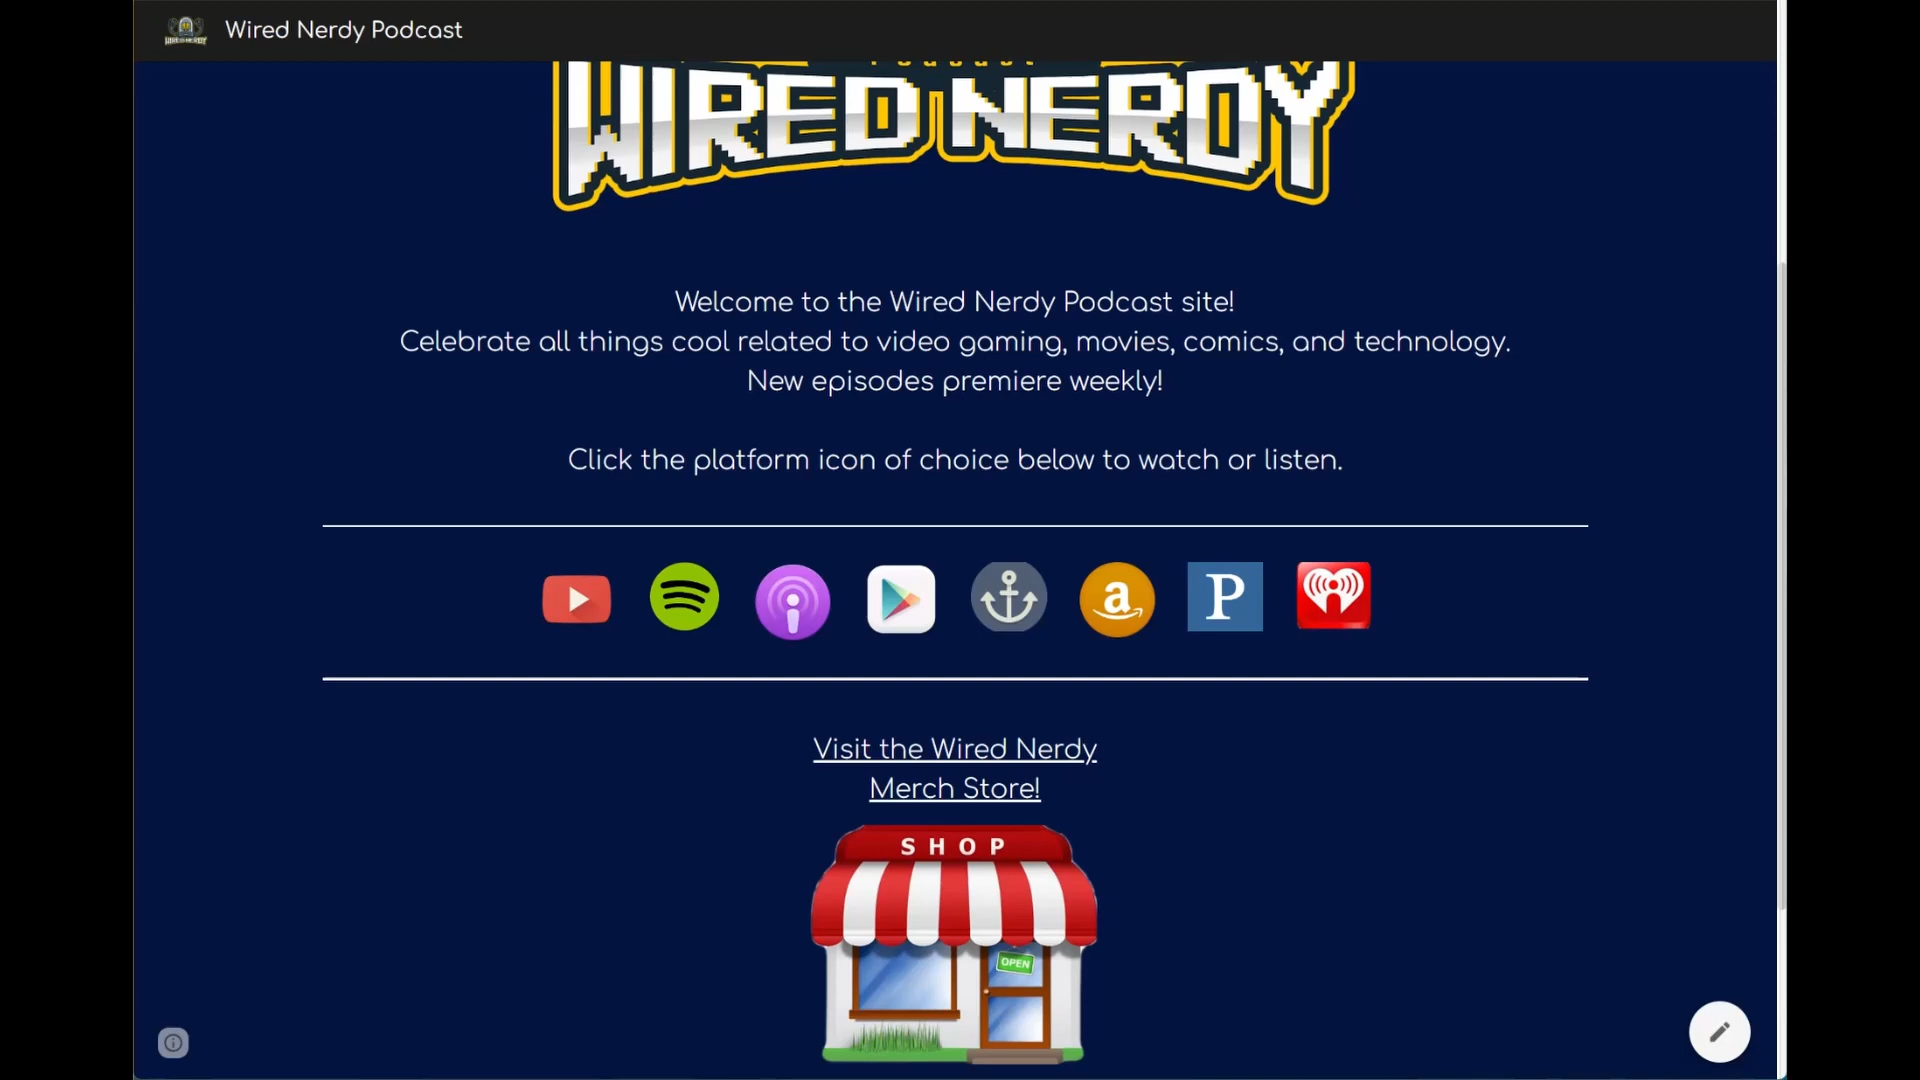 Wired Nerdy Podcast
Podcast
WIRED NERDY
Welcome to the Wired Nerdy Podcast site!
Celebrate all things cool related to video gaming, movies, comics, and technology.
New episodes premiere weekly!
Click the platform icon of choice below to watch or listen.
a
P
Visit the Wired Nerdy
Merch Store!
SHOP
OPEN